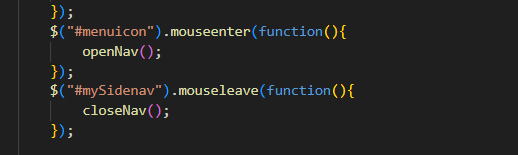 });
$("#menuicon").mouseenter(function(){
openNav();
});
$("#mySidenav").mouseleave(function(){
closeNav();
});